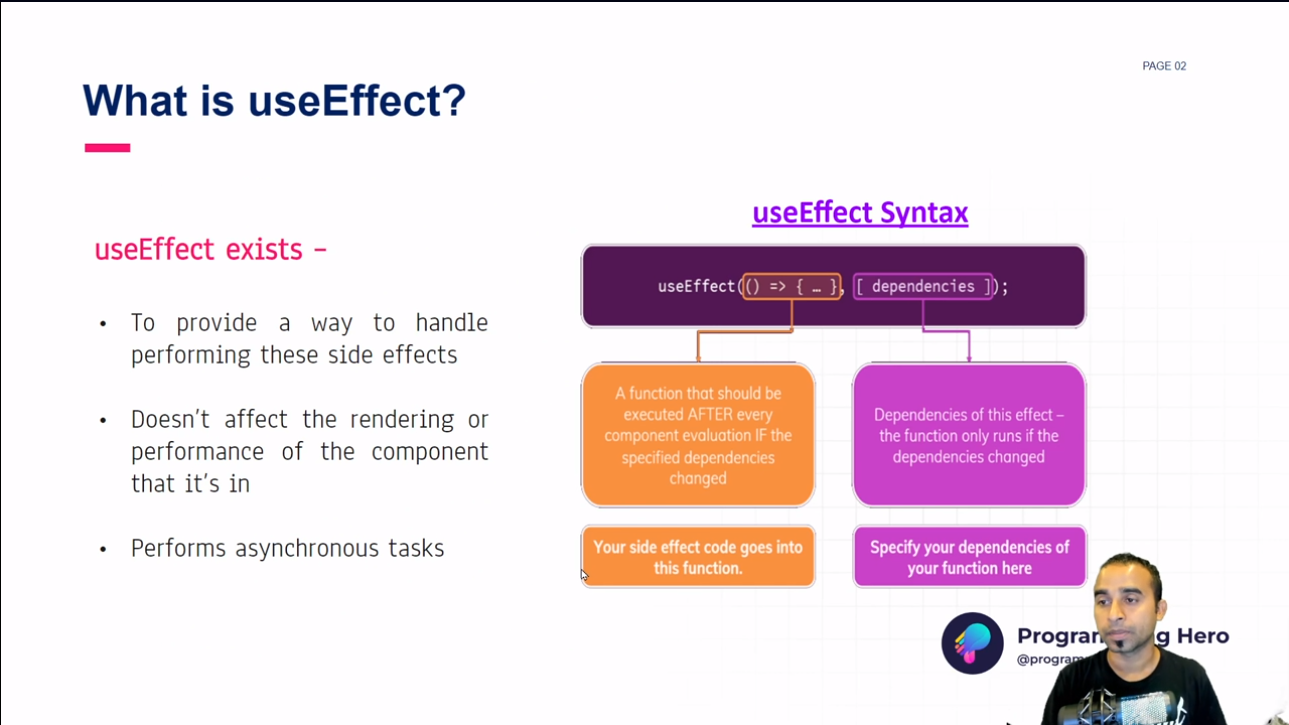 PAGE 02
What is useEffect?
useEffect exists –
• To provide a way to handle
performing these side effects
• Doesn't affect the rendering or
performance of the component
that it's in
• Performs asynchronous tasks
useEffect Syntax
useEffect(() => { … }, [ dependencies ]);
A function that should be
executed AFTER every
component evaluation IF the
specified dependencies
changed
Dependencies of this effect –
the function only runs if the
dependencies changed
Your side effect code goes into
this function.
Specify your dependencies of
your function here
Hero